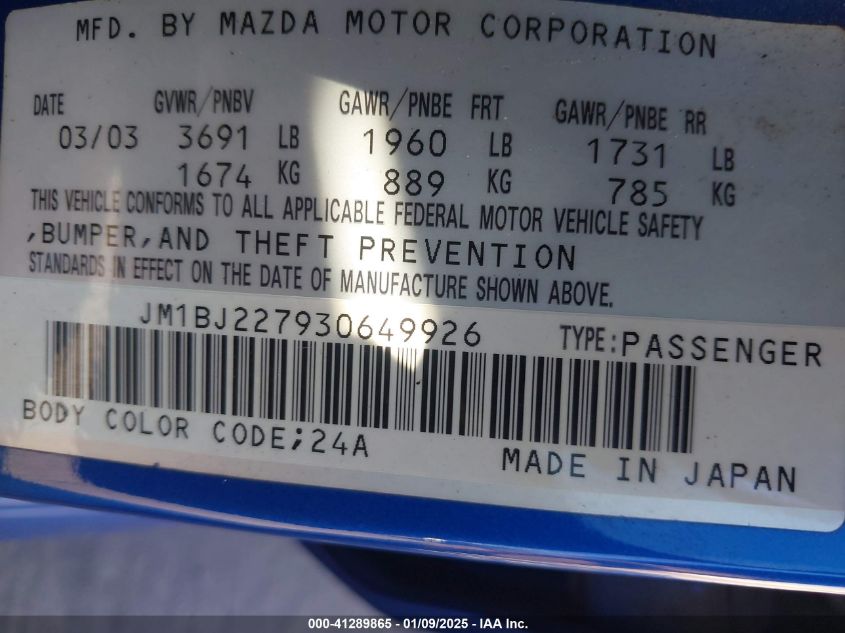 MFD. BY MAZDA MOTOR CORPORATION
DATE GVWR/PNBV GAWR/PNBE FRT GAWR/PNBE RR
03/03 3691 LB 1960 LB 1731 LB
1674 KG 889 KG 785 KG
THIS VEHICLE CONFORMS TO ALL APPLICABLE FEDERAL MOTOR VEHICLE SAFETY
,BUMPER,AND THEFT PREVENTION
STANDARDS IN EFFECT ON THE DATE OF MANUFACTURE SHOWN ABOVE.
JM1BJ227930649926 TYPE:PASSENGER
BODY COLOR CODE;24A
MADE IN JAPAN
000-41289865 - 01/09/2025 - IAA Inc.